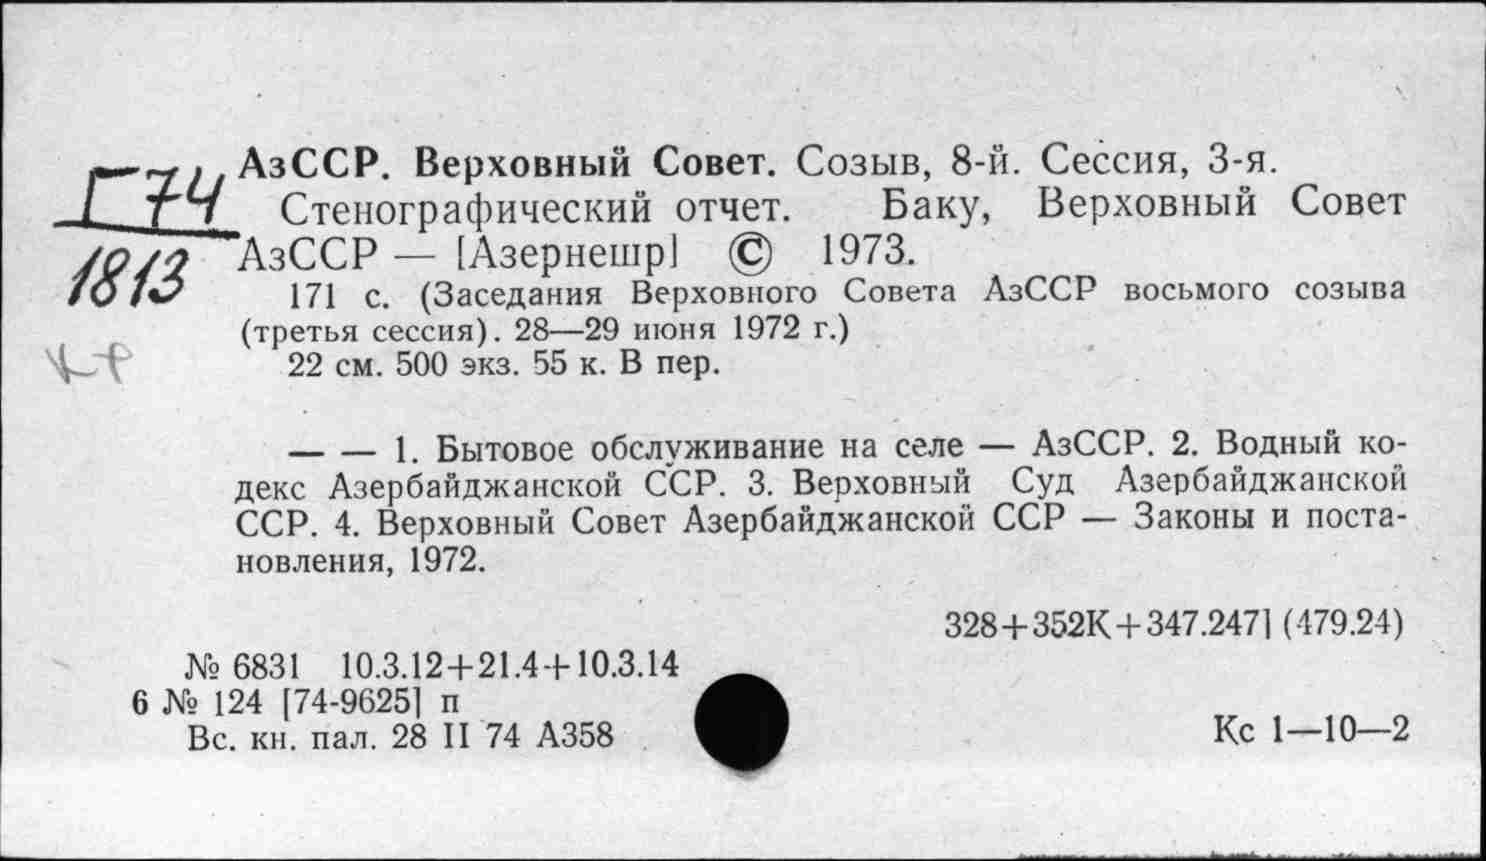 АзССР. Верховный Совет. Созыв, 8-й. Сессия, 3-я.
Г74
1813
Стенографический отчет. Баку, Верховный Совет
АзССР — [Азернешр] © 1973.
171 с. (Заседания Верховного Совета АзССР восьмого созыва
(третья сессия). 28—29 июня 1972 г.)
22 см. 500 экз. 55 к. В пер.
— — 1. Бытовое обслуживание на селе — АзССР. 2. Водный ко-
декс Азербайджанской ССР. 3. Верховный Суд Азербайджанской
ССР. 4. Верховный Совет Азербайджанской ССР — Законы и поста-
новления, 1972.
328+352К+347.247] (479.24)
№ 6831 10.3.12+21.4+10.3.14
6 № 124 [74-9625] п
Вс. кн. пал. 28 II 74 А358
Кс 1—10—2